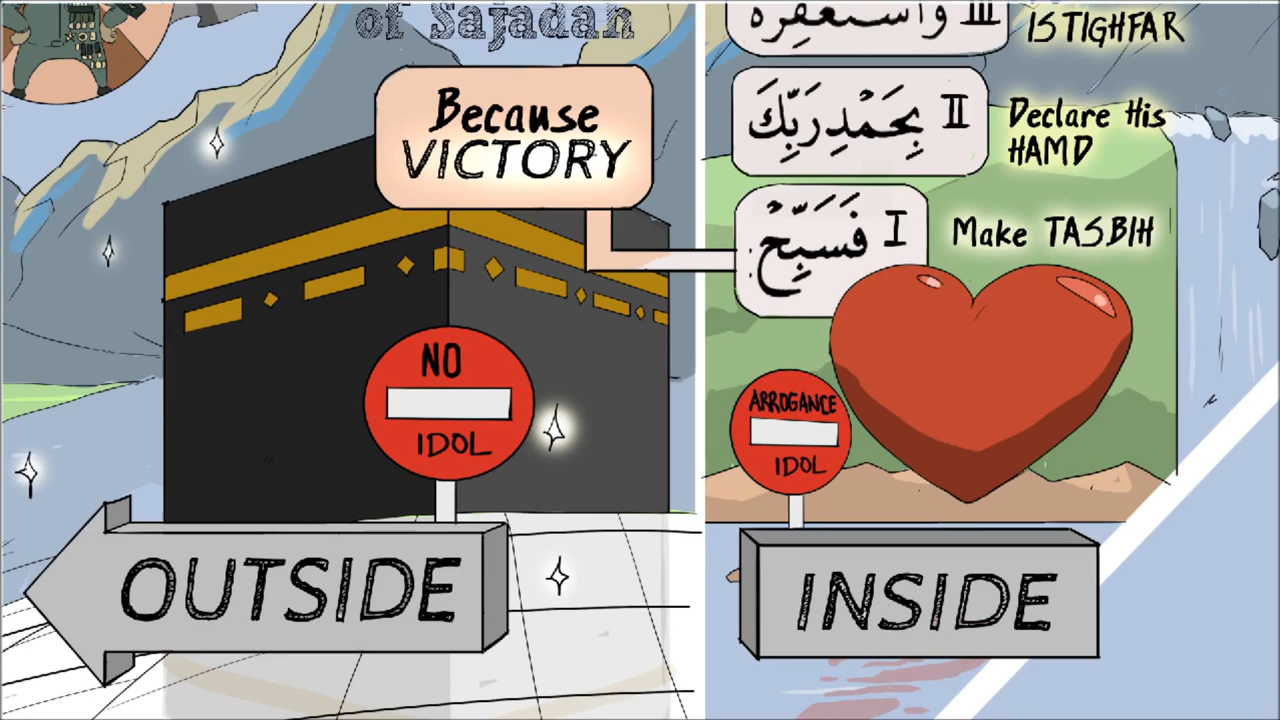 of Sajadah
Because
VICTORY
NO
IDOL
OUTSIDE
وَاسْتَغْفِرْهُ III
ISTIGHFAR
بِحَمْدِ رَبِّكَ II
Declare His
HAMD
فَسَبِّحْ I
Make TASBIH
ARROGANCE
IDOL
INSIDE